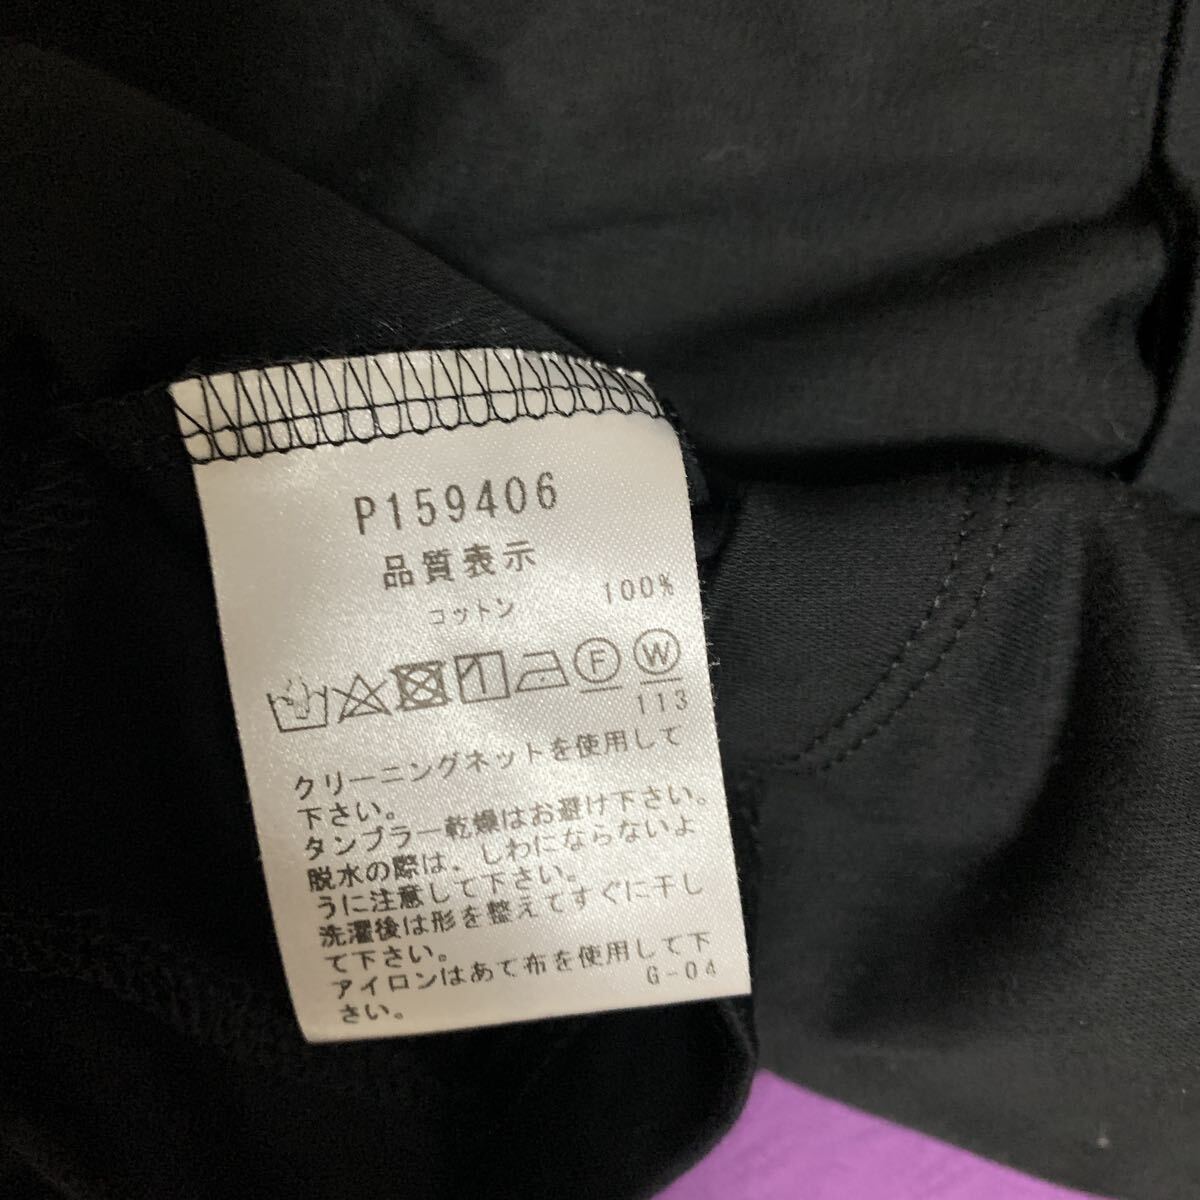 P159406
品質表示
コットン 100%
F W
113
クリーニングネットを使用して
下さい。
タンブラー乾燥はお避け下さい。
脱水の際は、しわにならないよ
うに注意して下さい。
洗濯後は形を整えてすぐに干し
て下さい。
アイロンはあて布を使用して下
さい。
G-04